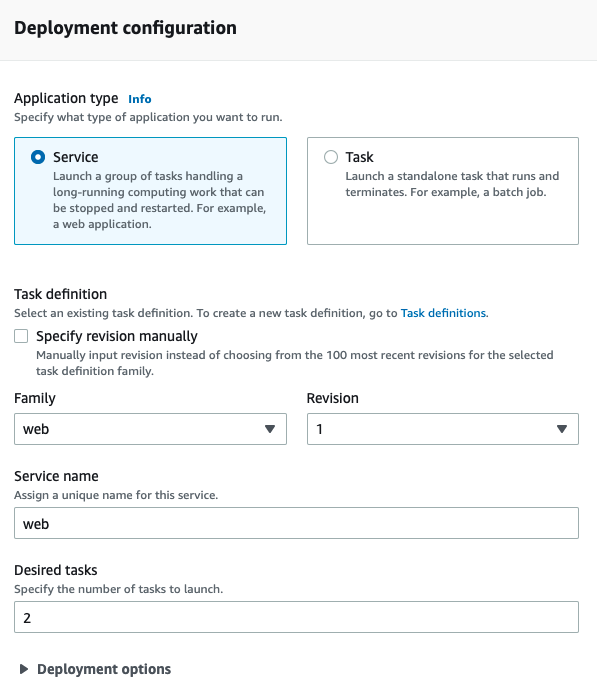 Deployment configuration
Application type Info
Specify what type of application you want to run.
Service
Launch a group of tasks handling a
long-running computing work that can
be stopped and restarted. For example,
a web application.
Task
Launch a standalone task that runs and
terminates. For example, a batch job.
Task definition
Select an existing task definition. To create a new task definition, go to Task definitions.
Specify revision manually
Manually input revision instead of choosing from the 100 most recent revisions for the selected
task definition family.
Family
web
Revision
1
Service name
Assign a unique name for this service.
web
Desired tasks
Specify the number of tasks to launch.
2
Deployment options